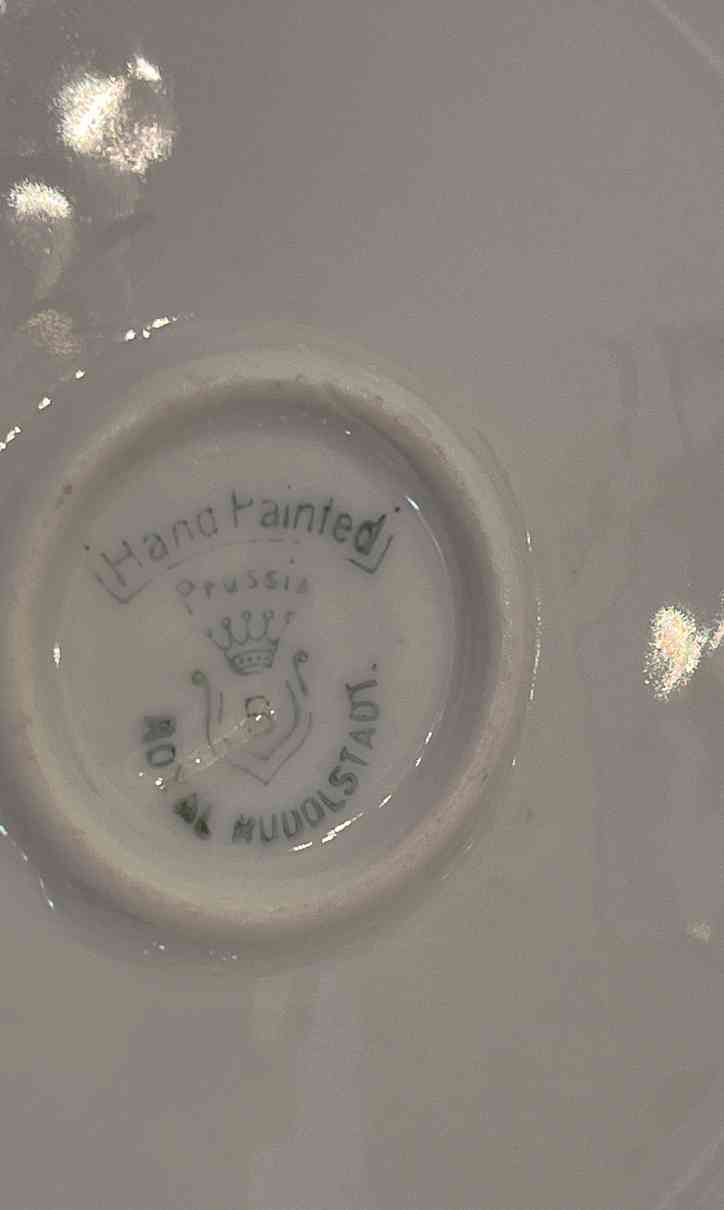 Hand Painted
Prussia
B
RUDOLSTADT.